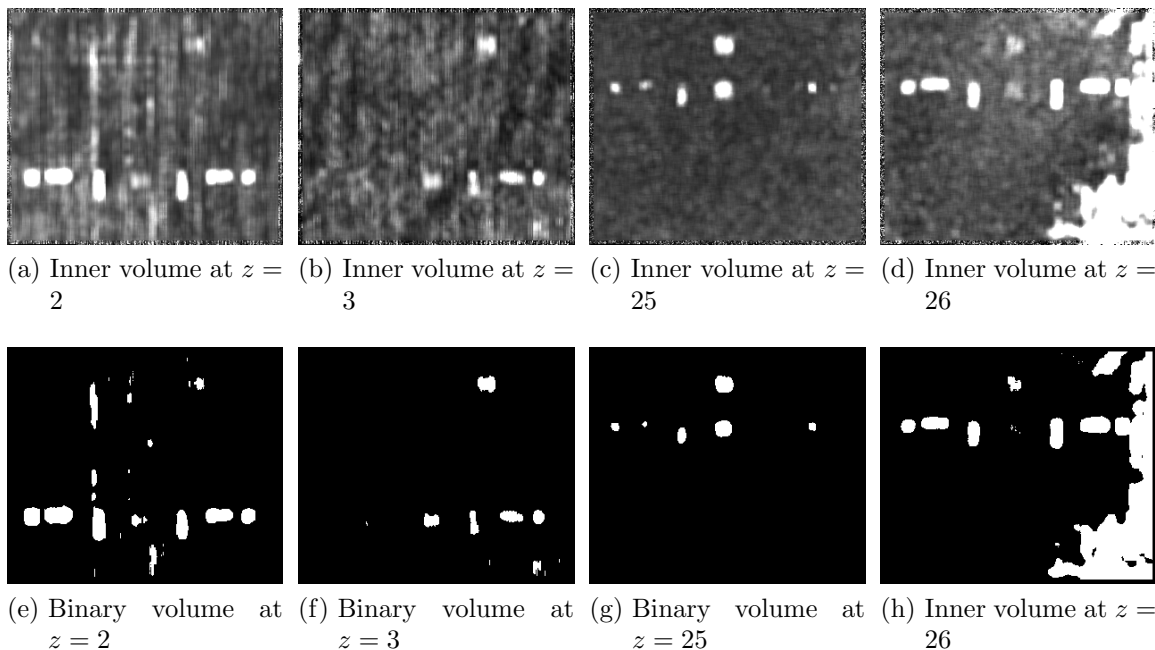 (a) Inner volume at z =
2
(b) Inner volume at z =
3
(c) Inner volume at z =
25
(d) Inner volume at z =
26
(e) Binary volume at
z = 2
(f) Binary volume at
z = 3
(g) Binary volume at
z = 25
(h) Inner volume at z =
26